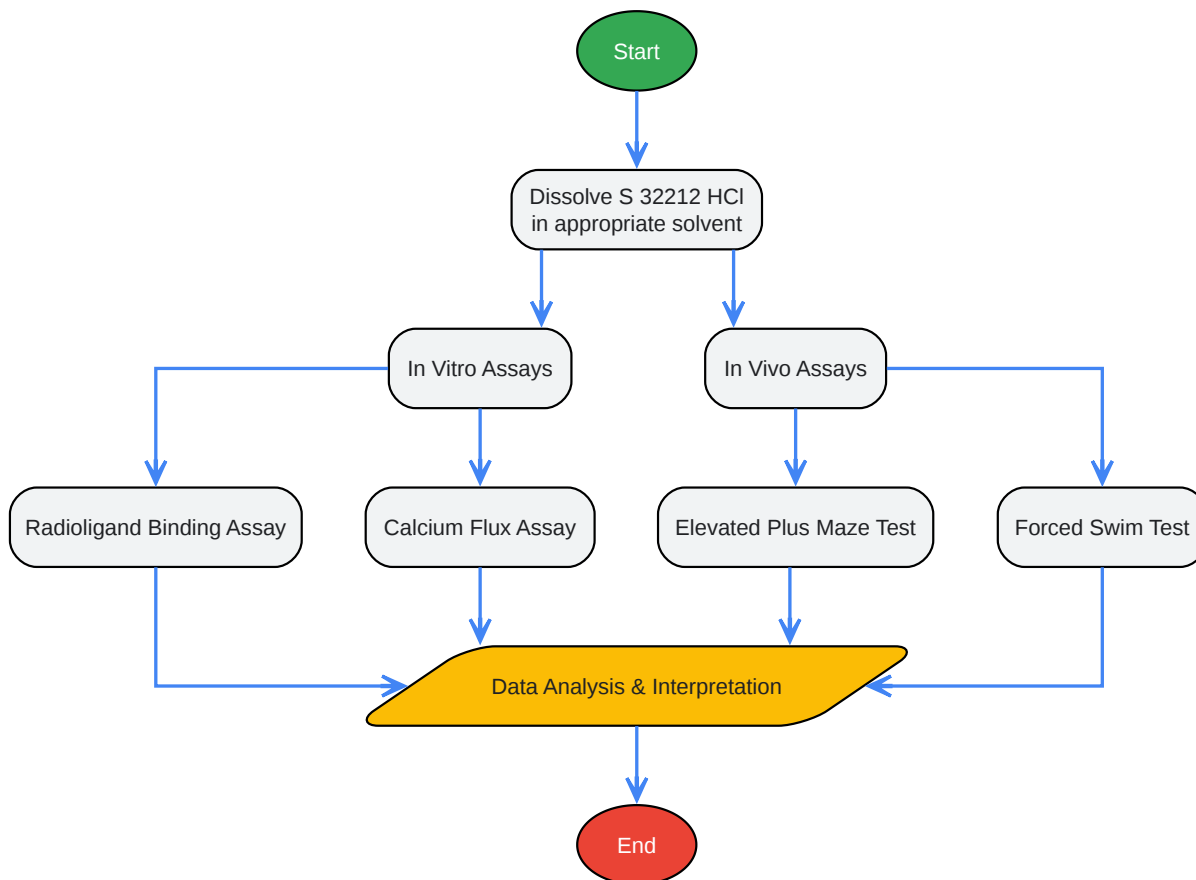 Start
Dissolve S 32212 HCl
in appropriate solvent
In Vitro Assays
In Vivo Assays
Radioligand Binding Assay
Calcium Flux Assay
Elevated Plus Maze Test
Forced Swim Test
Data Analysis & Interpretation
End